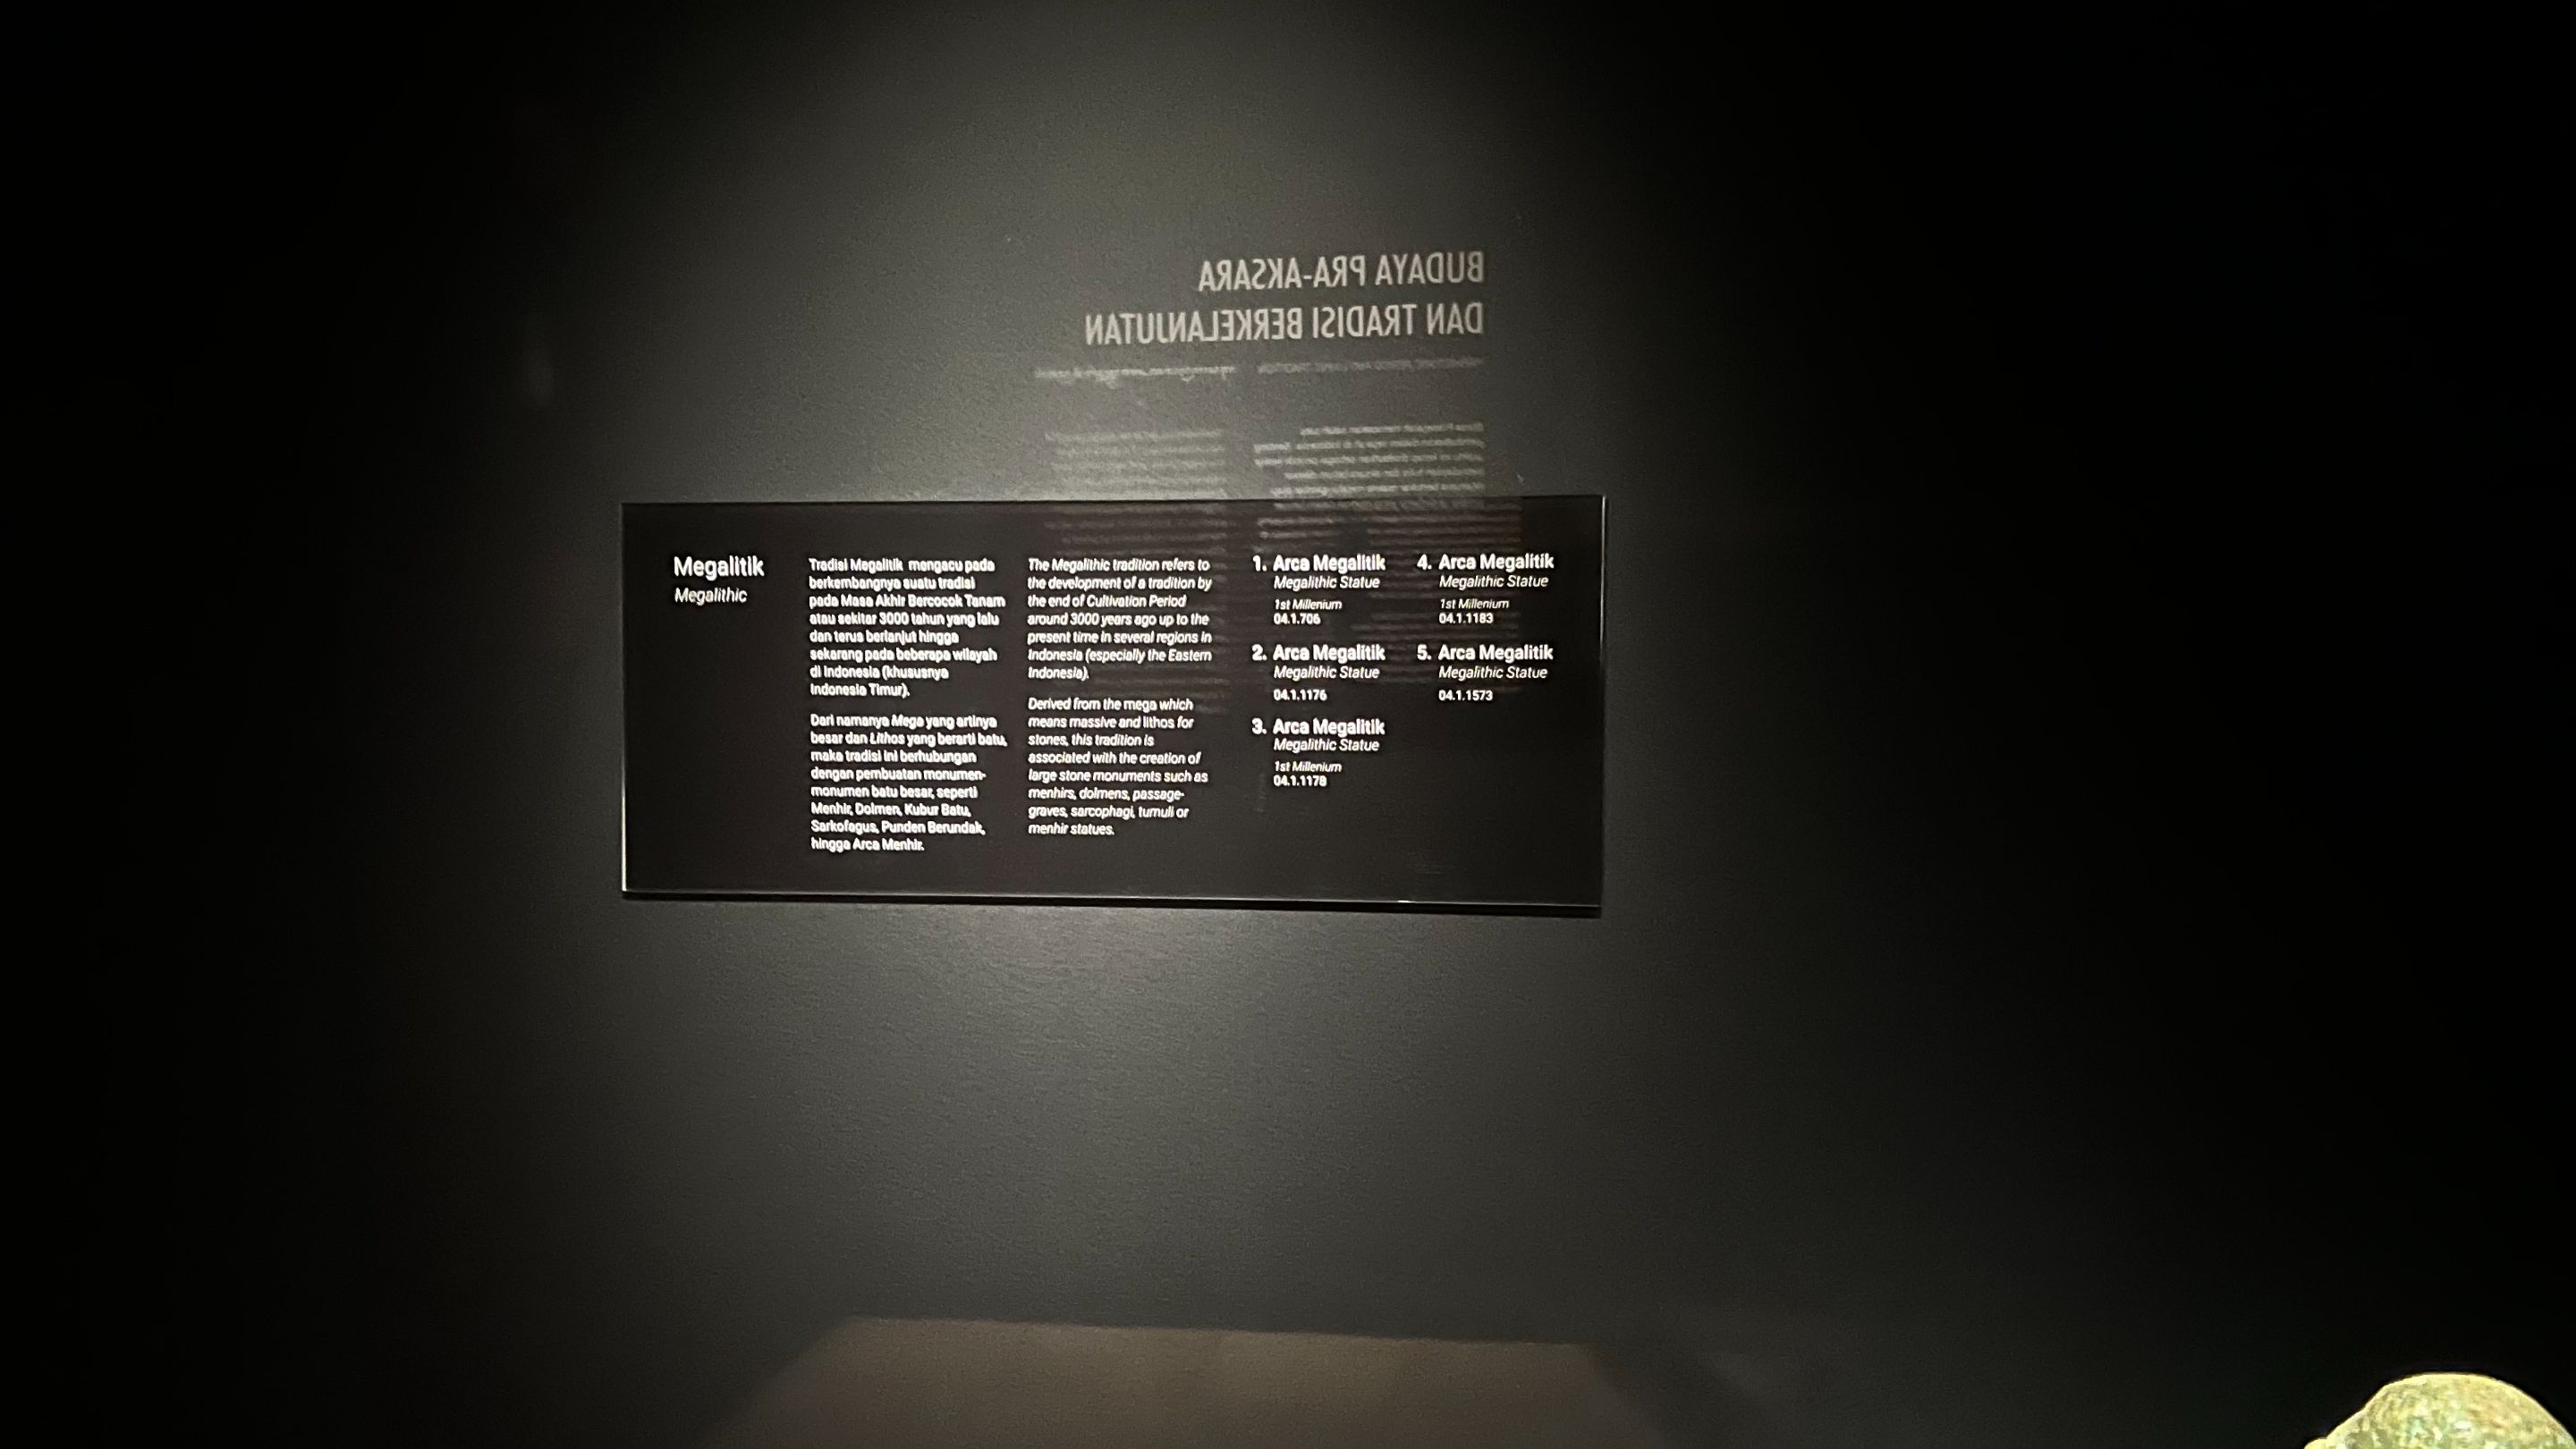 BUDAYA PRA-AKSARA
DAN TRADISI BERKELANJUTAN
Megalitik
Megalithic
Tradisi Megalitik mengacu pada
berkembangnya suatu tradisi
pada Masa Akhir Bercocok Tanam
atau sekitar 3000 tahun yang lalu
dan terus berlanjut hingga
sekarang pada beberapa wilayah
di Indonesia (khususnya
Indonesia Timur).
Dari namanya Mega yang artinya
besar dan Lithos yang berarti batu,
maka tradisi ini berhubungan
dengan pembuatan monumen-
monumen batu besar, seperti
Menhir, Dolmen, Kubur Batu,
Sarkofagus, Punden Berundak,
hingga Arca Menhir.
The Megalithic tradition refers to
the development of a tradition by
the end of Cultivation Period
around 3000 years ago up to the
present time in several regions in
Indonesia (especially the Eastern
Indonesia).
Derived from the mega which
means massive and lithos for
stones, this tradition is
associated with the creation of
large stone monuments such as
menhirs, dolmens, passage-
graves, sarcophagi, tumuli or
menhir statues.
1. Arca Megalitik
Megalithic Statue
1st Millenium
04.1.706
2. Arca Megalitik
Megalithic Statue
04.1.1176
3. Arca Megalitik
Megalithic Statue
1st Millenium
04.1.1178
4. Arca Megalitik
Megalithic Statue
1st Millenium
04.1.1183
5. Arca Megalitik
Megalithic Statue
04.1.1573